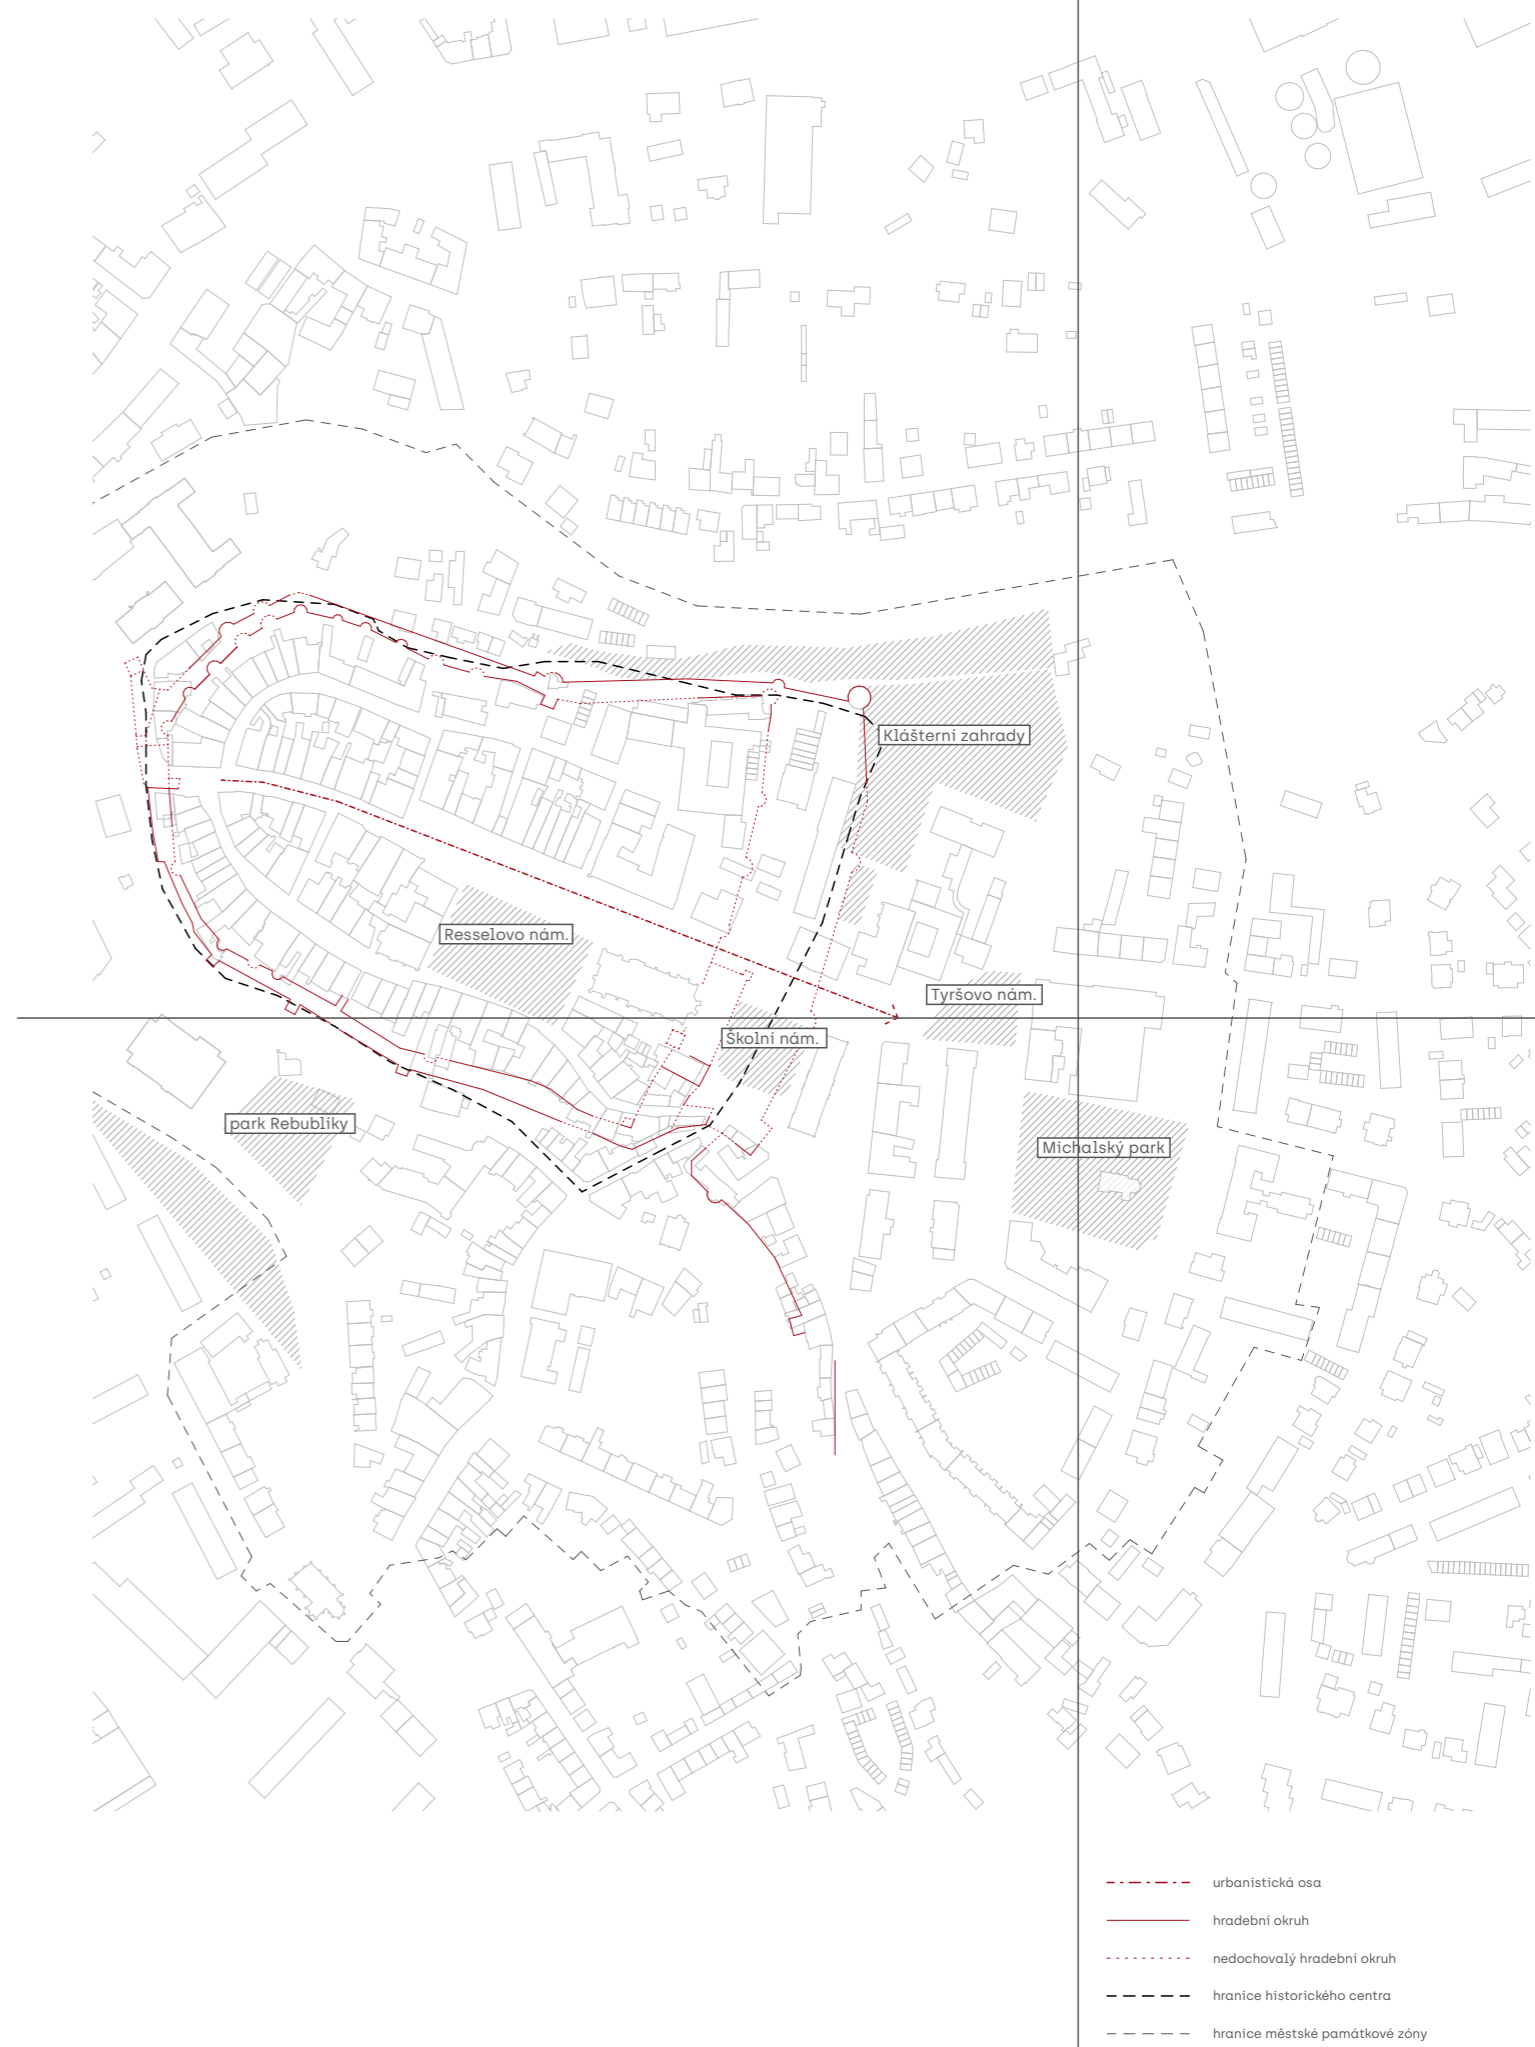 Klášterní zahrady
Resselovo nám.
Tyršovo nám.
Školní nám.
park Rebubliky
Michalský park
urbanistická osa
hradební okruh
nedochovalý hradební okruh
hranice historického centra
hranice městské památkové zóny